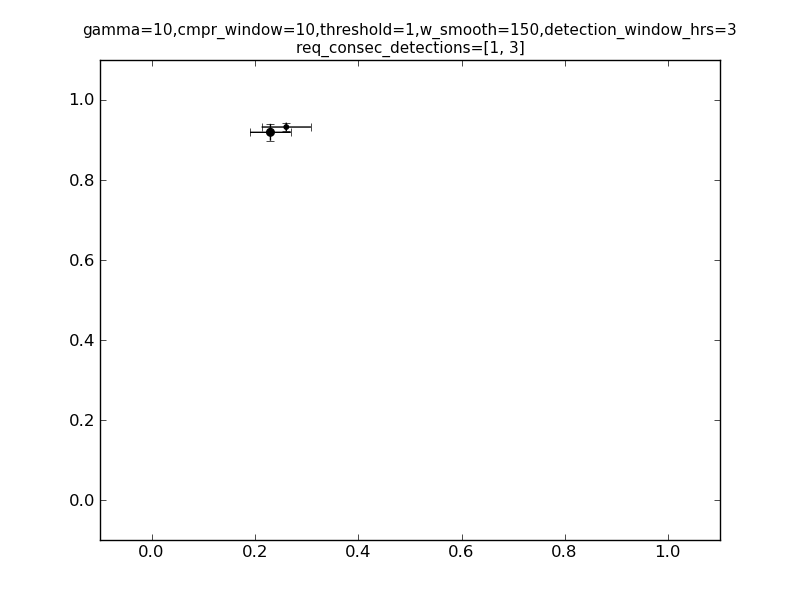 gamma=10,cmpr_window=10,threshold=1,w_smooth=150,detection_window_hrs=3
req_consec_detections=[1, 3]
1.0
0.8
0.6
0.4
0.2
0.0
0.0 0.2 0.4 0.6 0.8 1.0